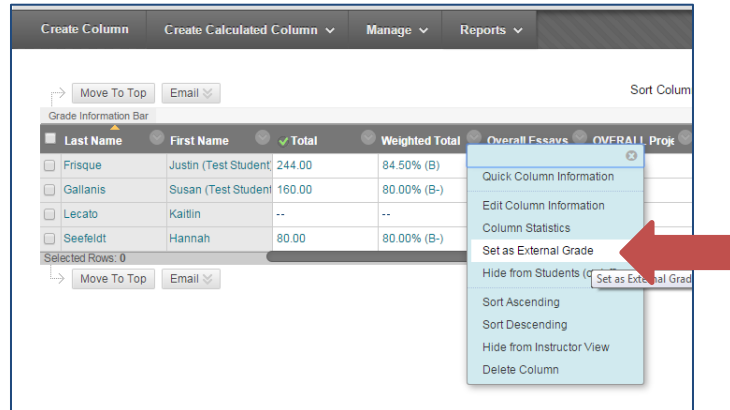 Create Column Create Calculated Column Manage Reports
Move To Top Email Sort Colum
Grade Information Bar
Last Name First Name Total Weighted Total Overall Essays OVERALL Proje
Frisque Justin (Test Student) 244.00 84.50% (B)
Gallanis Susan (Test Student 160.00 80.00% (B-)
Lecato Kaitlin -- --
Seefeldt Hannah 80.00 80.00% (B-)
Selected Rows: 0
Move To Top Email
Quick Column Information
Edit Column Information
Column Statistics
Set as External Grade
Hide from Students (
Set as External Grad
Sort Ascending
Sort Descending
Hide from Instructor View
Delete Column